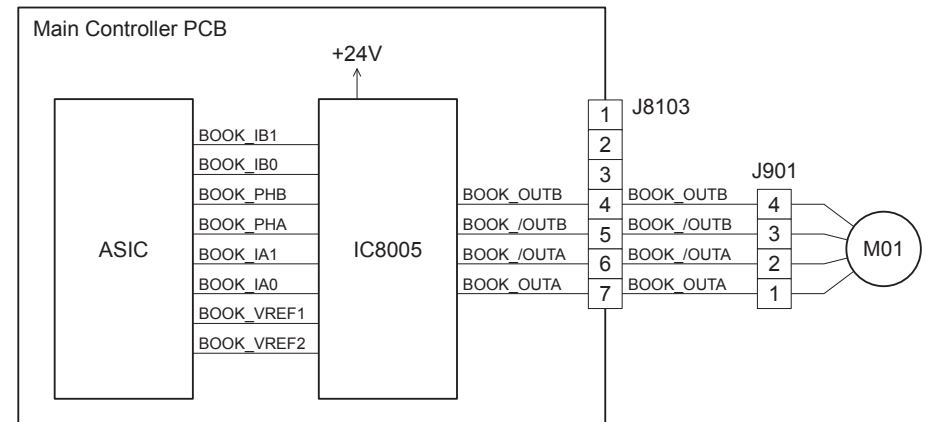 Main Controller PCB
+24V
ASIC
BOOK_IB1
BOOK_IB0
BOOK_PHB
BOOK_PHA
BOOK_IA1
BOOK_IA0
BOOK_VREF1
BOOK_VREF2
IC8005
BOOK_OUTB
BOOK_/OUTB
BOOK_/OUTA
BOOK_OUTA
J8103
1
2
3
4
5
6
7
BOOK_OUTB
BOOK_/OUTB
BOOK_/OUTA
BOOK_OUTA
J901
4
3
2
1
M01